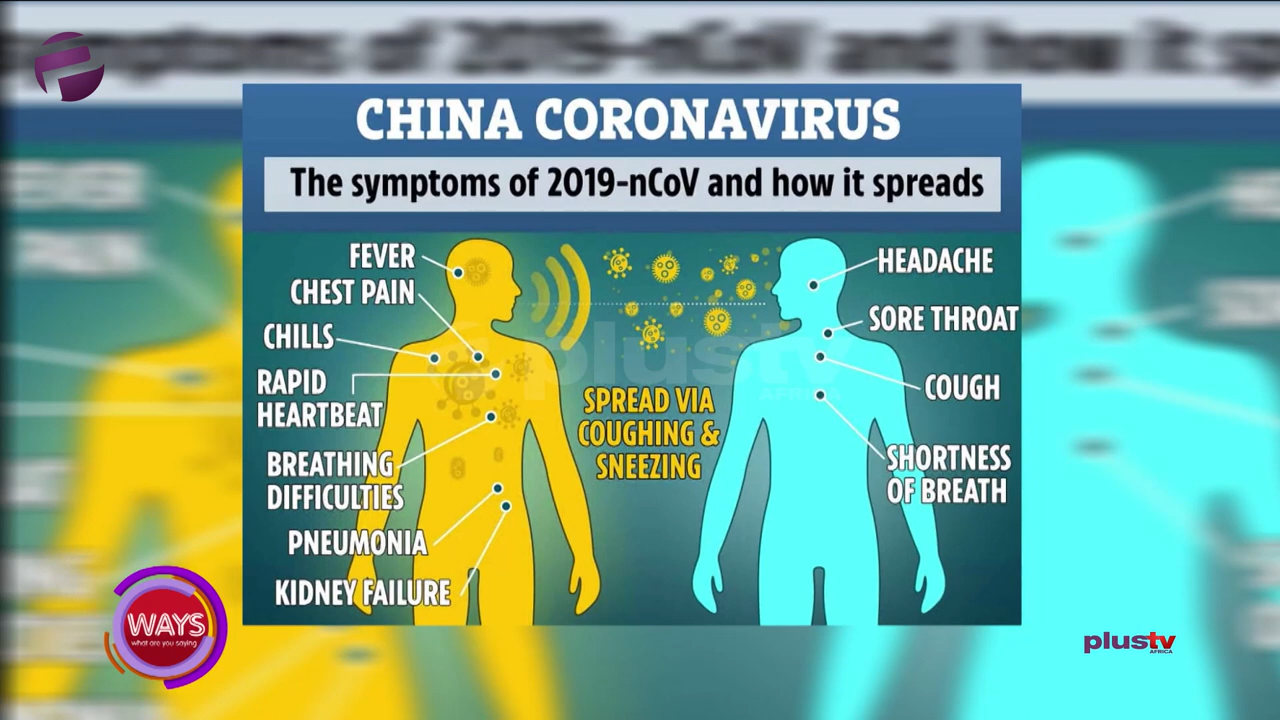 CHINA CORONAVIRUS
The symptoms of 2019-nCoV and how it spreads
FEVER
CHEST PAIN
CHILLS
RAPID
HEARTBEAT
BREATHING
DIFFICULTIES
PNEUMONIA
KIDNEY FAILURE
SPREAD VIA
COUGHING &
SNEEZING
HEADACHE
SORE THROAT
COUGH
SHORTNESS
OF BREATH
plustv
AFRICA
WAYS
what are you saying
plustv
AFRICA